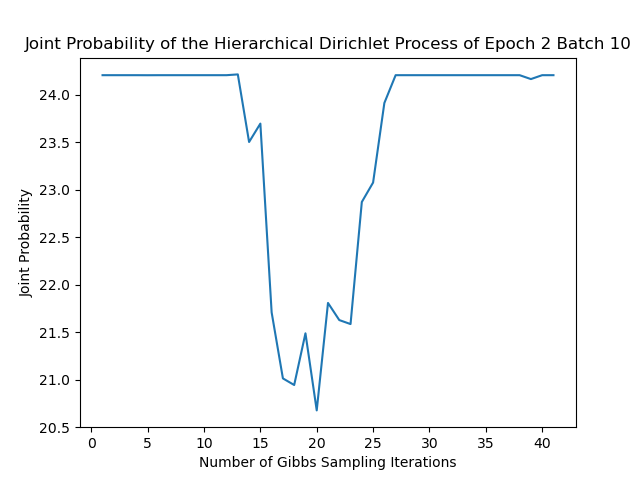 Joint Probability of the Hierarchical Dirichlet Process of Epoch 2 Batch 10
Joint Probability
24.0
23.5
23.0
22.5
22.0
21.5
21.0
20.5
0 5 10 15 20 25 30 35 40
Number of Gibbs Sampling Iterations